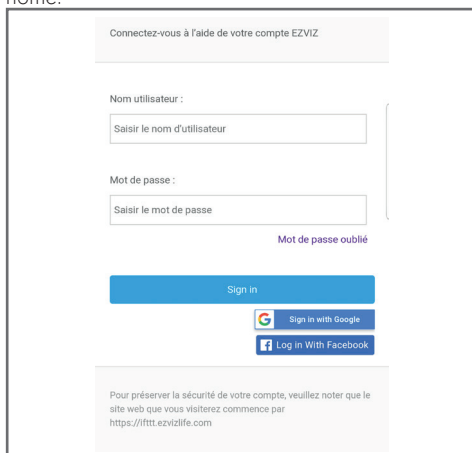 home.
Connectez-vous à l'aide de votre compte EZVIZ
Nom utilisateur :
Saisir le nom d'utilisateur
Mot de passe :
Saisir le mot de passe
Mot de passe oublié
Sign in
G Sign in with Google
f Log in With Facebook
Pour préserver la sécurité de votre compte, veuillez noter que le
site web que vous visiterez commence par
https://ifttt.ezvizlife.com